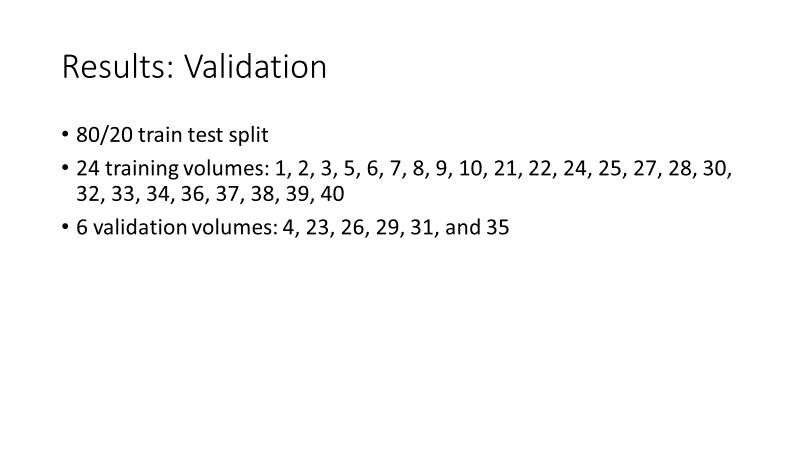 Results: Validation
• 80/20 train test split
• 24 training volumes: 1, 2, 3, 5, 6, 7, 8, 9, 10, 21, 22, 24, 25, 27, 28, 30,
32, 33, 34, 36, 37, 38, 39, 40
• 6 validation volumes: 4, 23, 26, 29, 31, and 35